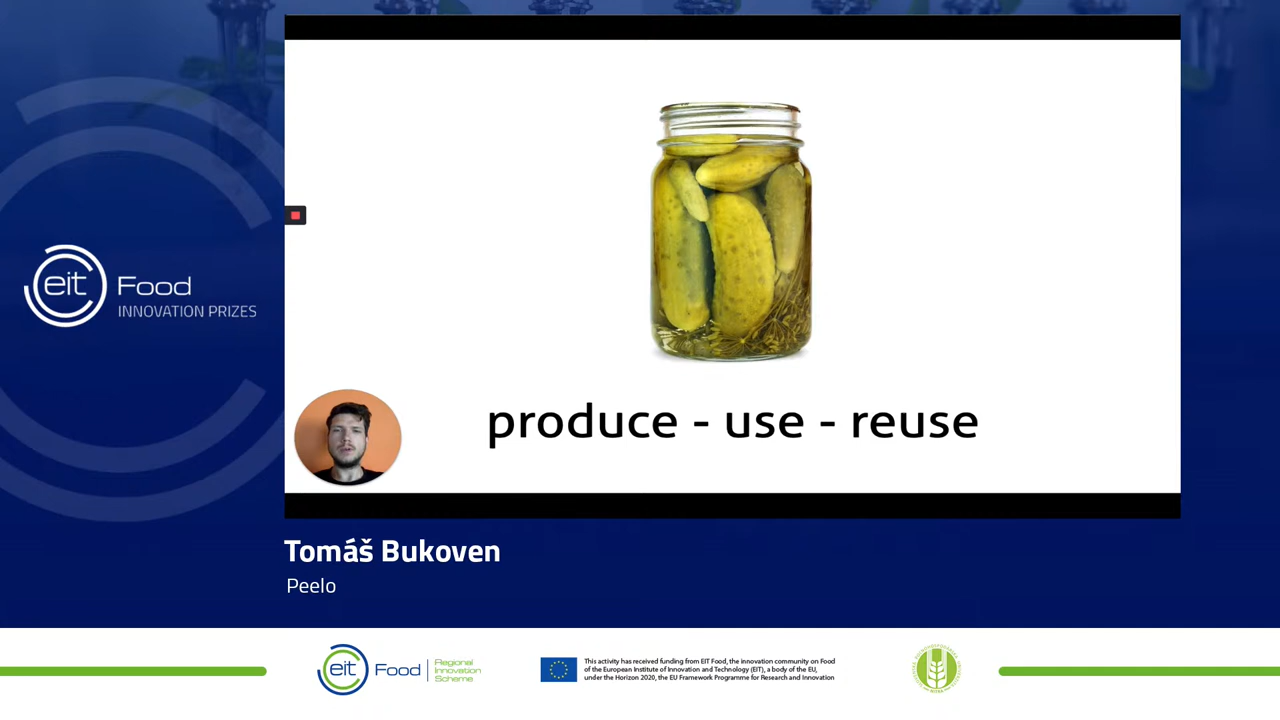 eit Food
INNOVATION PRIZES
produce - use - reuse
Tomáš Bukoven
Peelo
eit Food
Regional
Innovation
Scheme
This activity has received funding from EIT Food, the innovation community on Food
of the European Institute of Innovation and Technology (EIT), a body of the EU,
under the Horizon 2020, the EU Framework Programme for Research and Innovation